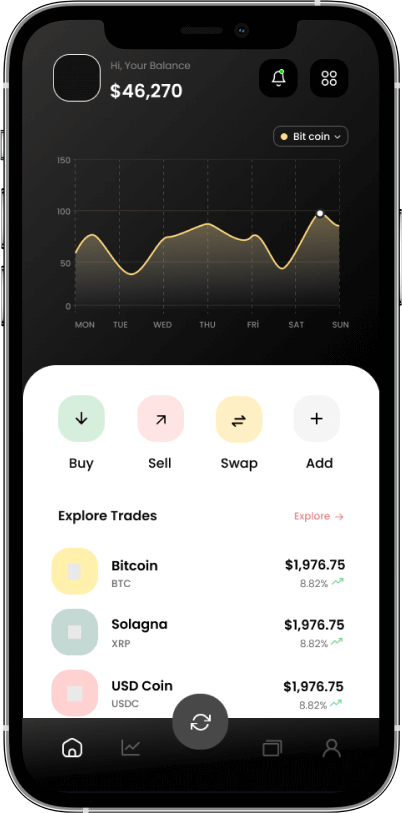 Hi, Your Balance
$46,270
Bit coin
150
100
50
0
MON TUE WED THU FRİ SAT SUN
Buy Sell Swap Add
Explore Trades Explore →
Bitcoin $1,976.75
BTC 8.82%
Solagna $1,976.75
XRP 8.82%
USD Coin $1,976.75
USDC 8.82%